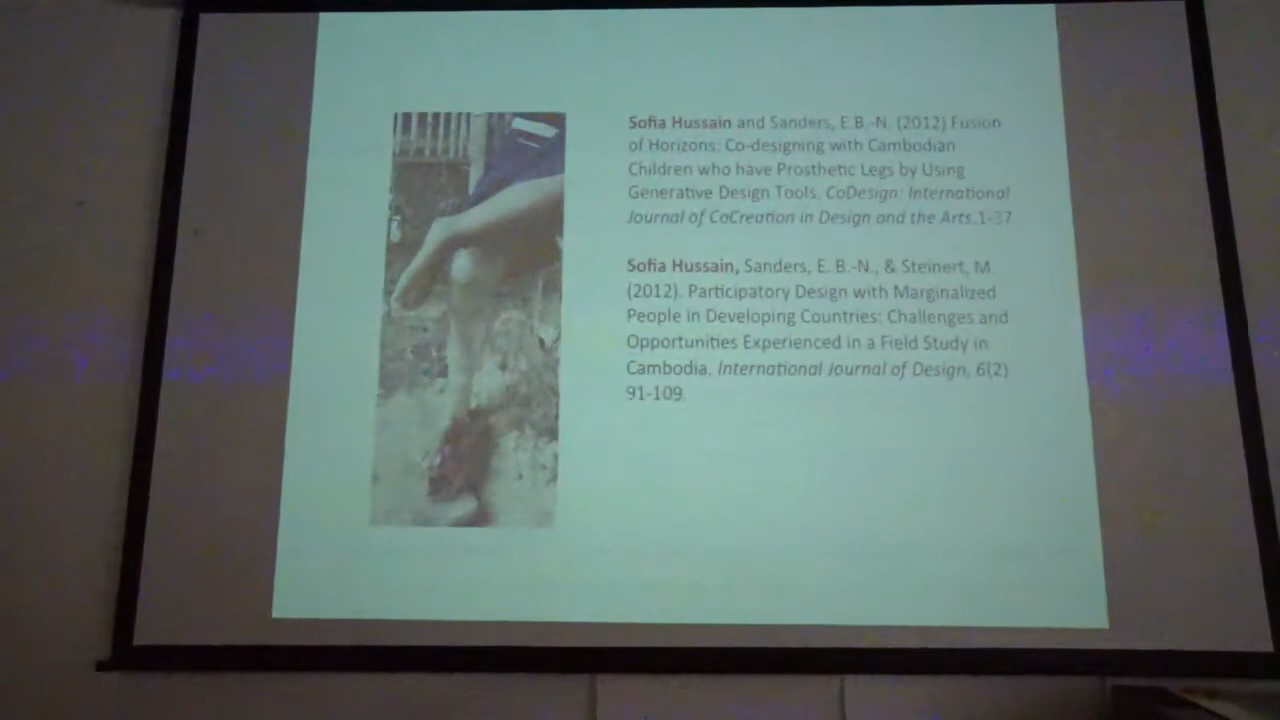 Sofia Hussain and Sanders, E.B.-N. (2012) Fusion
of Horizons: Co-designing with Cambodian
Children who have Prosthetic Legs by Using
Generative Design Tools. CoDesign: International
Journal of CoCreation in Design and the Arts.1-37
Sofia Hussain, Sanders, E. B.-N., & Steinert, M.
(2012). Participatory Design with Marginalized
People in Developing Countries: Challenges and
Opportunities Experienced in a Field Study in
Cambodia. International Journal of Design, 6(2)
91-109.